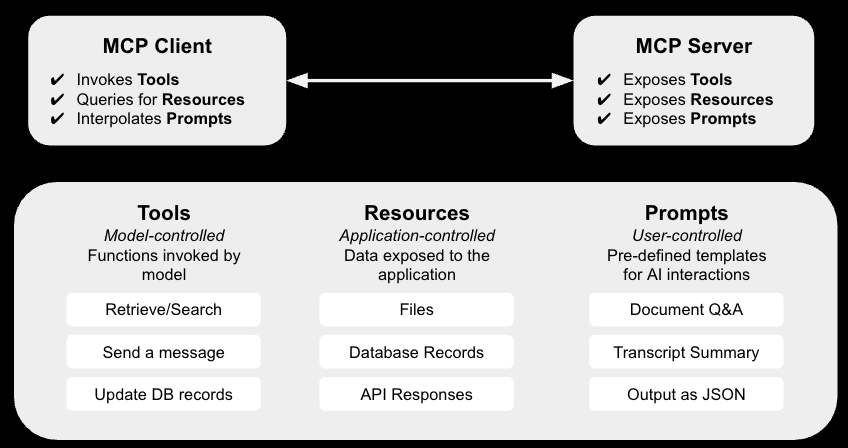 MCP Client
✔ Invokes Tools
✔ Queries for Resources
✔ Interpolates Prompts
MCP Server
✔ Exposes Tools
✔ Exposes Resources
✔ Exposes Prompts
Tools
Model-controlled
Functions invoked by
model
Retrieve/Search
Send a message
Update DB records
Resources
Application-controlled
Data exposed to the
application
Files
Database Records
API Responses
Prompts
User-controlled
Pre-defined templates
for AI interactions
Document Q&A
Transcript Summary
Output as JSON